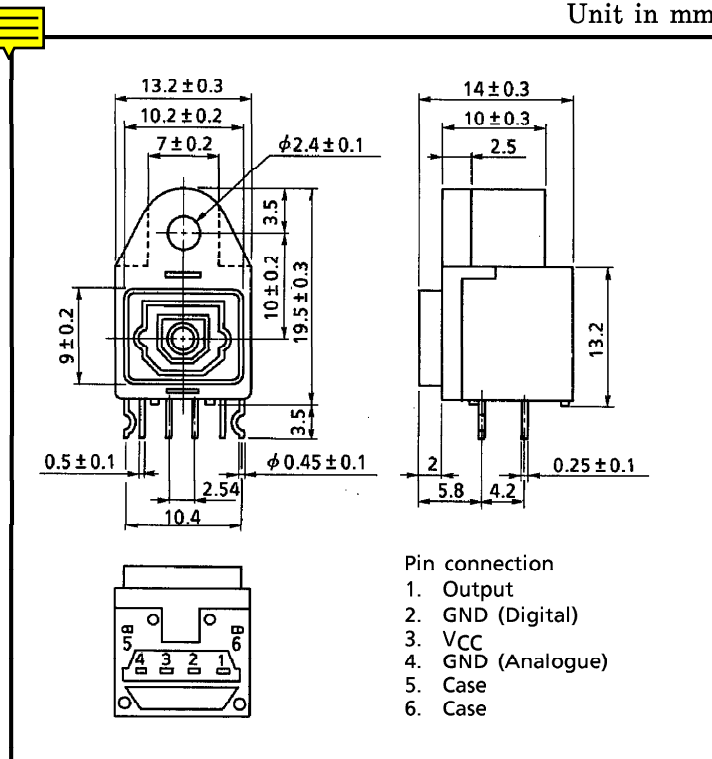 Unit in mm
13.2±0.3
10.2±0.2
7±0.2
ϕ2.4±0.1
3.5
10±0.2
19.5±0.3
9±0.2
3.5
0.5±0.1
ϕ0.45±0.1
2.54
10.4
14±0.3
10±0.3
2.5
13.2
2
0.25±0.1
5.8
4.2
5
6
4 3 2 1
Pin connection
1. Output
2. GND (Digital)
3. VCC
4. GND (Analogue)
5. Case
6. Case